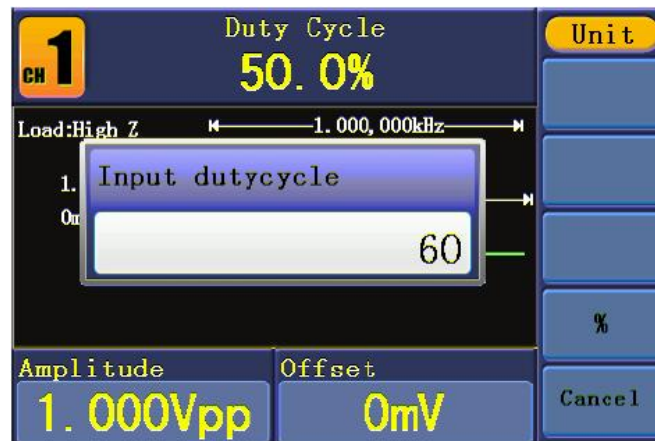 CH 1
Duty Cycle
50.0%
Unit
Load:High Z
1.000,000kHz
1.
Input dutycycle
60
%
Amplitude
Offset
1.000Vpp
0mV
Cancel